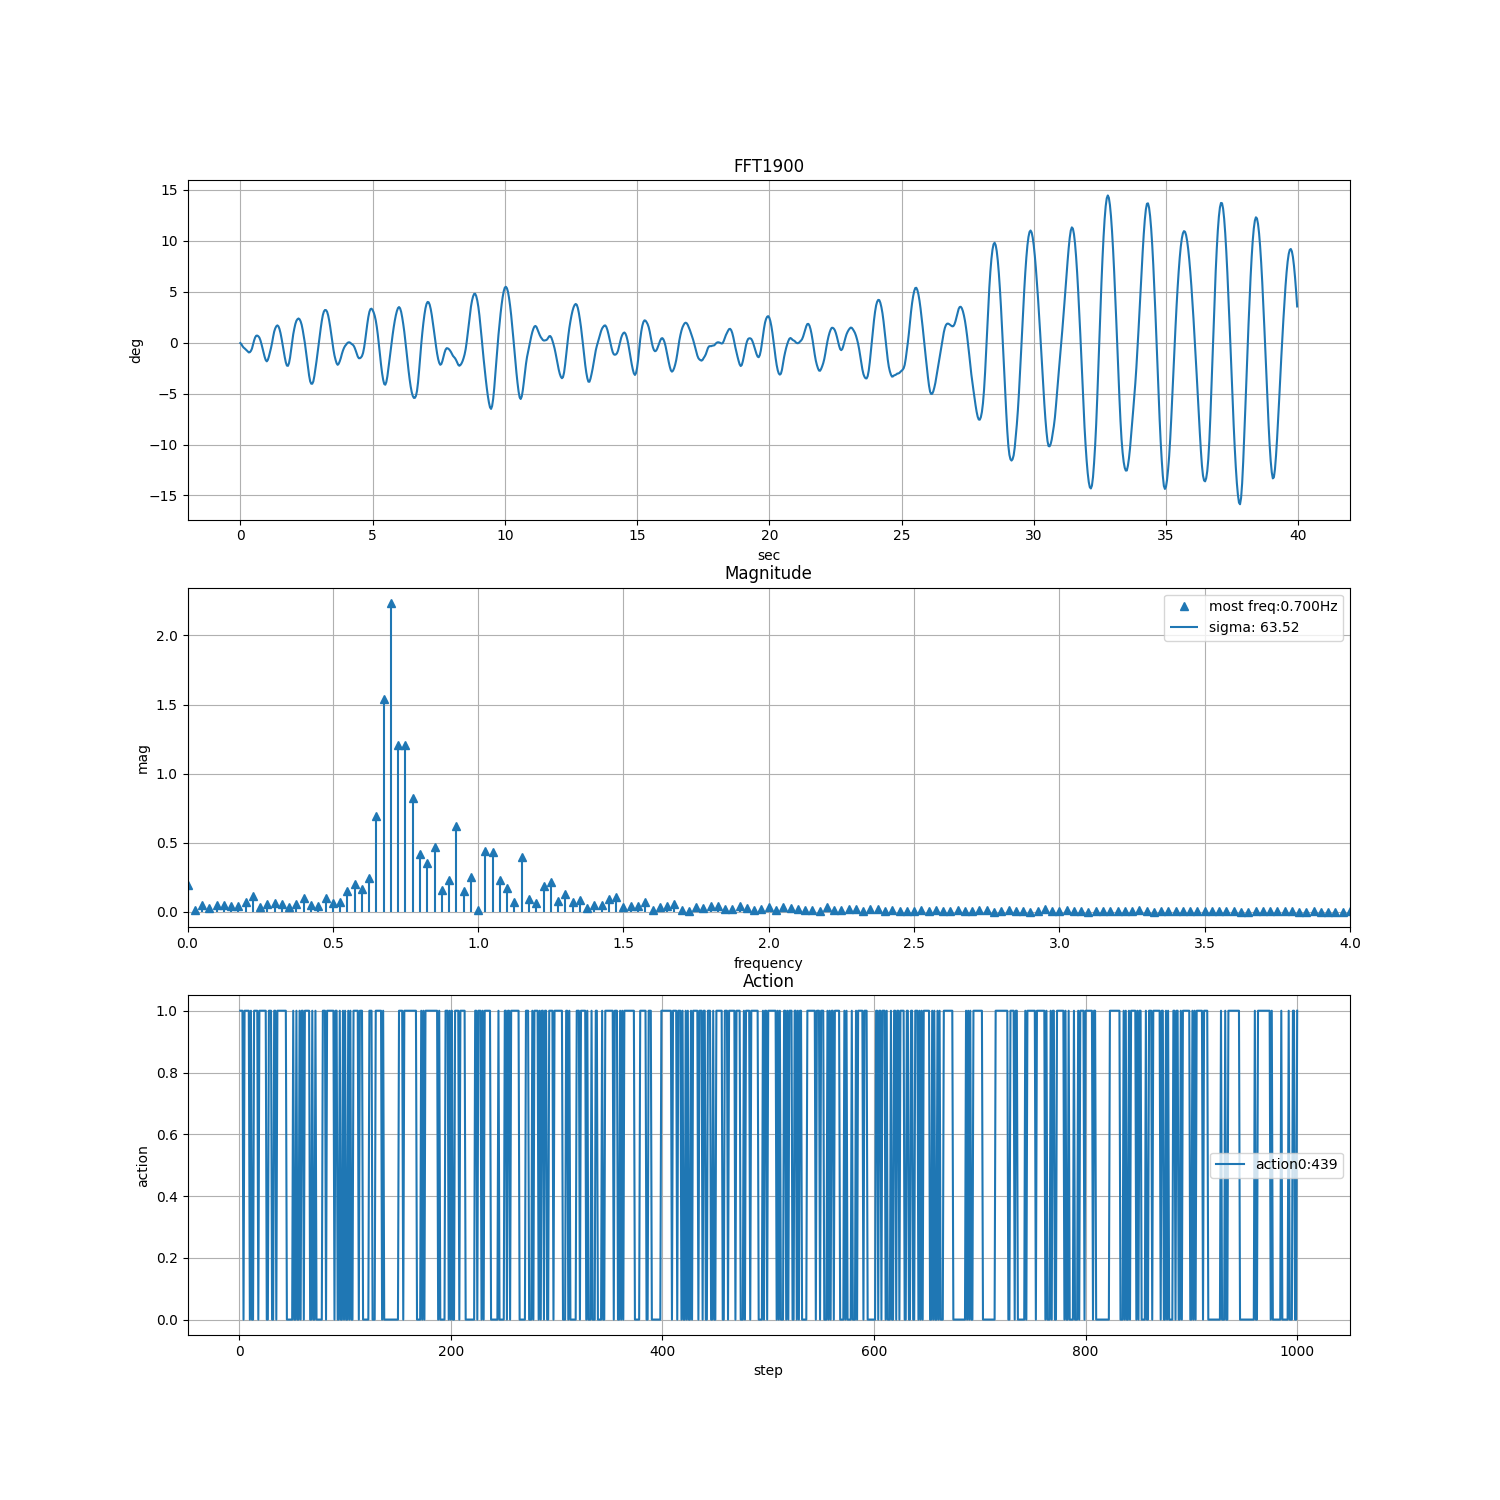 FFT1900
15
10
5
0
−5
−10
−15
deg
0 5 10 15 20 25 30 35 40
sec
Magnitude
most freq:0.700Hz
sigma: 63.52
2.0
1.5
1.0
0.5
0.0
mag
0.0 0.5 1.0 1.5 2.0 2.5 3.0 3.5 4.0
frequency
Action
1.0
0.8
0.6
0.4
0.2
0.0
action
action0:439
0 200 400 600 800 1000
step